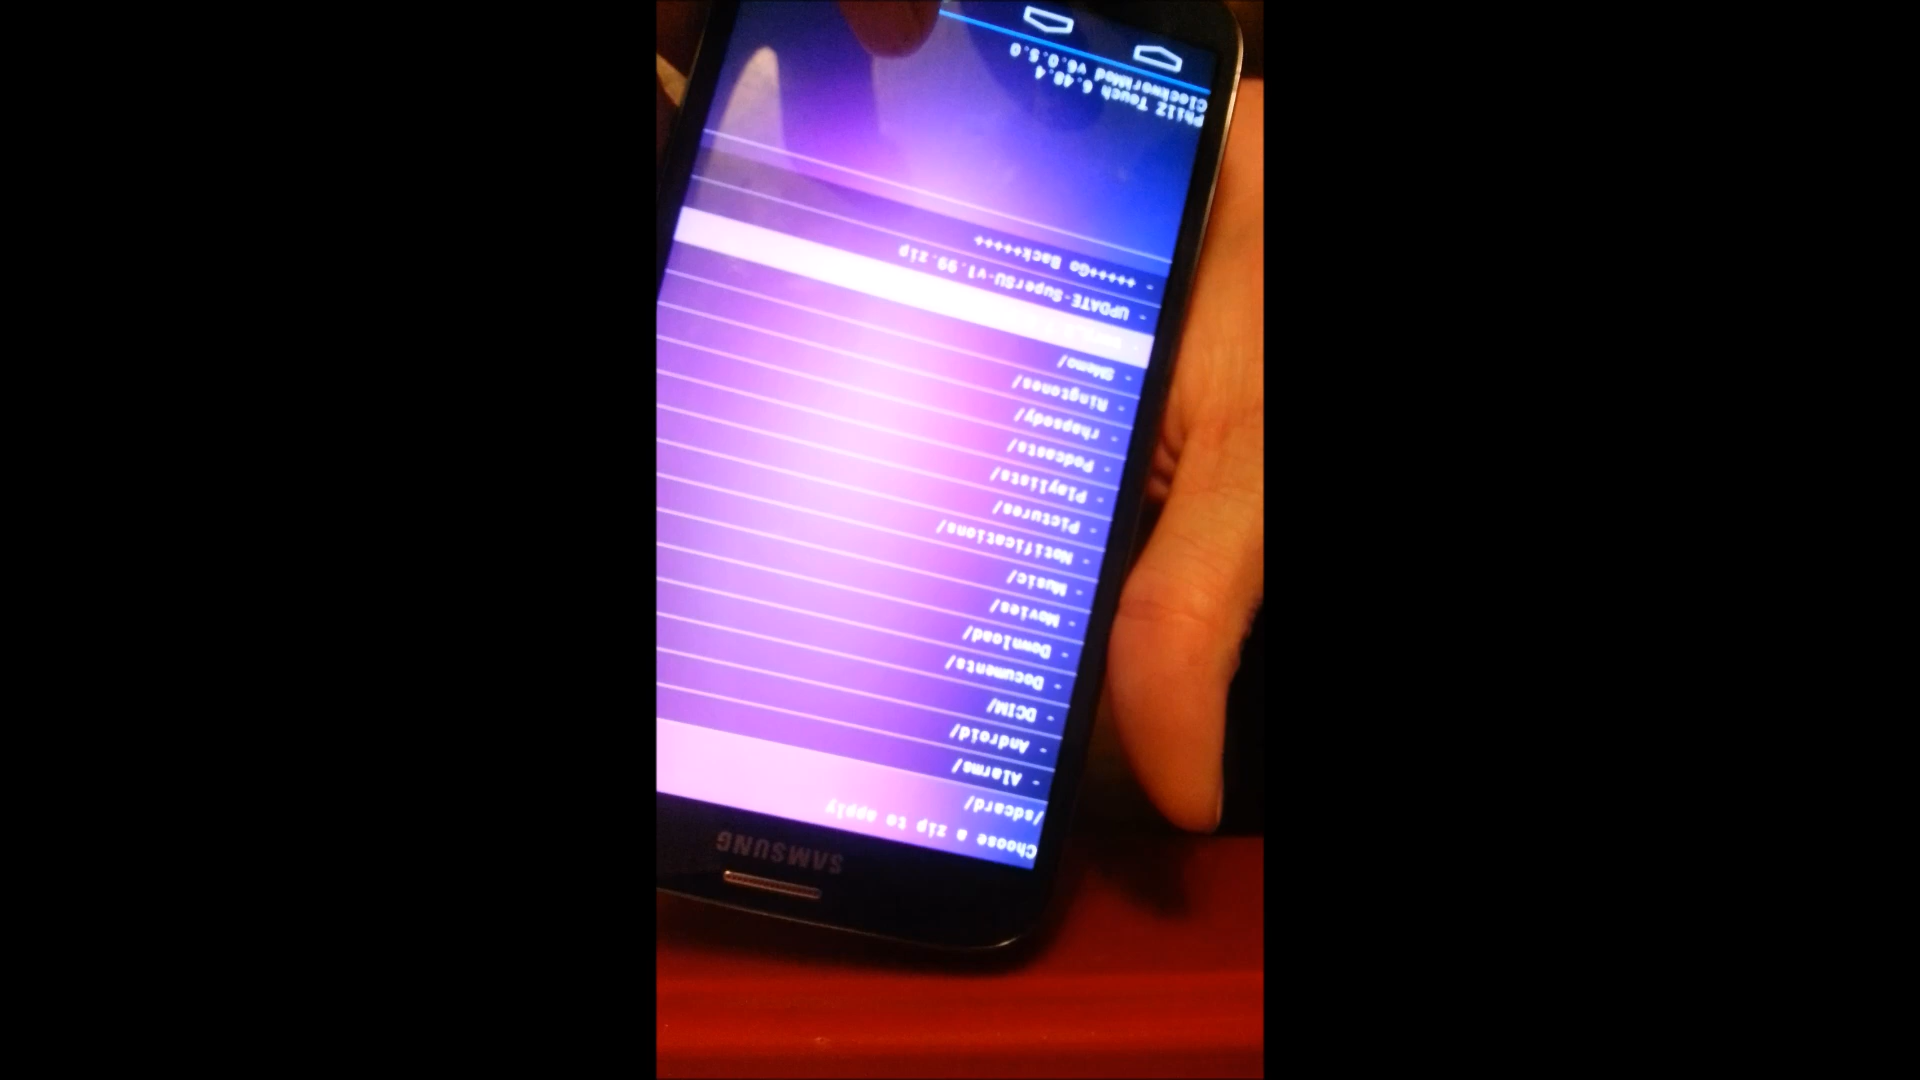 SAMSUNG
Choose a zip to apply
/sdcard/
- Alarms/
- Android/
- DCIM/
- Documents/
- Download/
- Movies/
- Music/
- Notifications/
- Pictures/
- Playlists/
- Podcasts/
- rhapsody/
- Ringtones/
- SMemo/
- UPDATE-SuperSU-v1.99.zip
- +++++Go Back+++++
PhilZ Touch 6.48.4
ClockworkMod v6.0.5.0